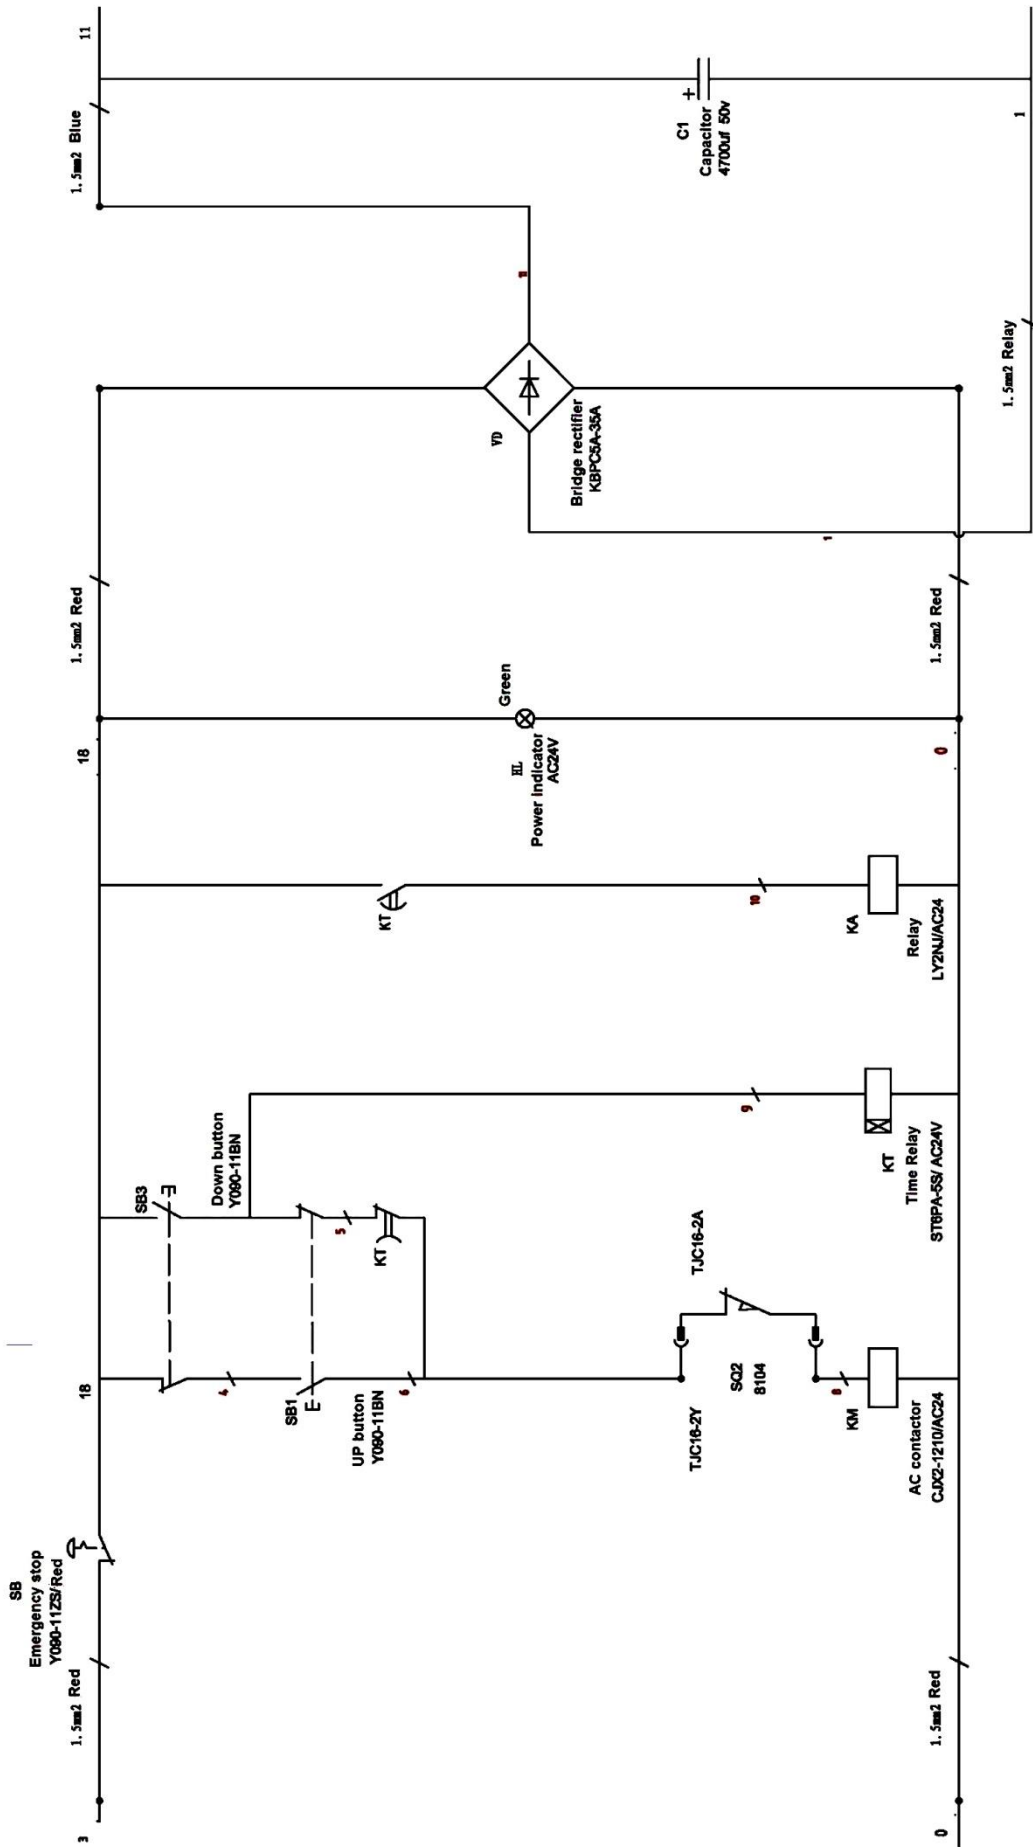 3
1.5mm2 Red
SB
Emergency stop
Y090-11ZS/Red
18
4
SB1
UP button
Y090-11BN
6
TJC16-2Y
SQ2
8104
TJC16-2A
8
KM
AC contactor
CJX2-1210/AC24
0
1.5mm2 Red
SB3
Down button
Y090-11BN
5
KT
9
KT
Time Relay
ST6PA-5S/ AC24V
KT
10
KA
Relay
LY2NJ/AC24
18
HL
Power indicator
AC24V
Green
0
1.5mm2 Red
1.5mm2 Red
VD
Bridge rectifier
KBPC5A-35A
11
1
1.5mm2 Blue
11
C1
Capacitor
4700uf 50v
+
1.5mm2 Relay
1